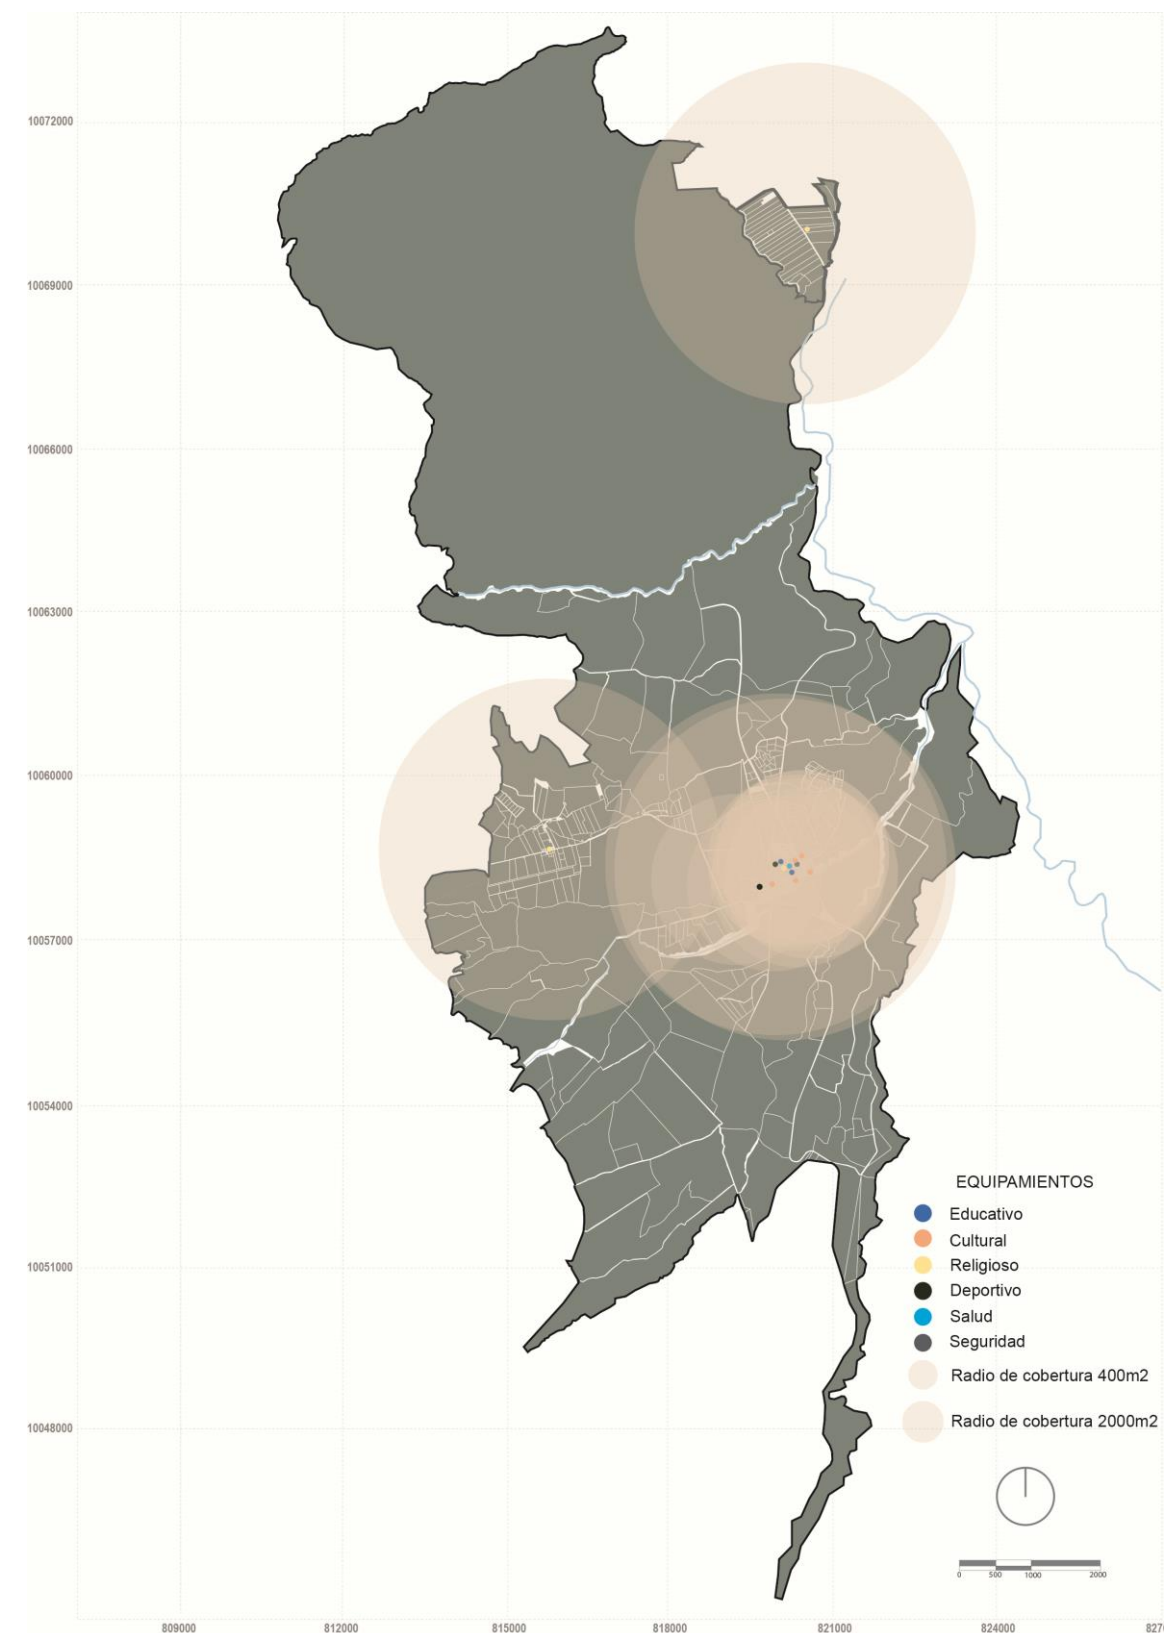 10072000
10069000
10066000
10063000
10060000
10057000
10054000
10051000
10048000
EQUIPAMIENTOS
Educativo
Cultural
Religioso
Deportivo
Salud
Seguridad
Radio de cobertura 400m2
Radio de cobertura 2000m2
0 500 1000 2000
809000 812000 815000 818000 821000 824000 8270